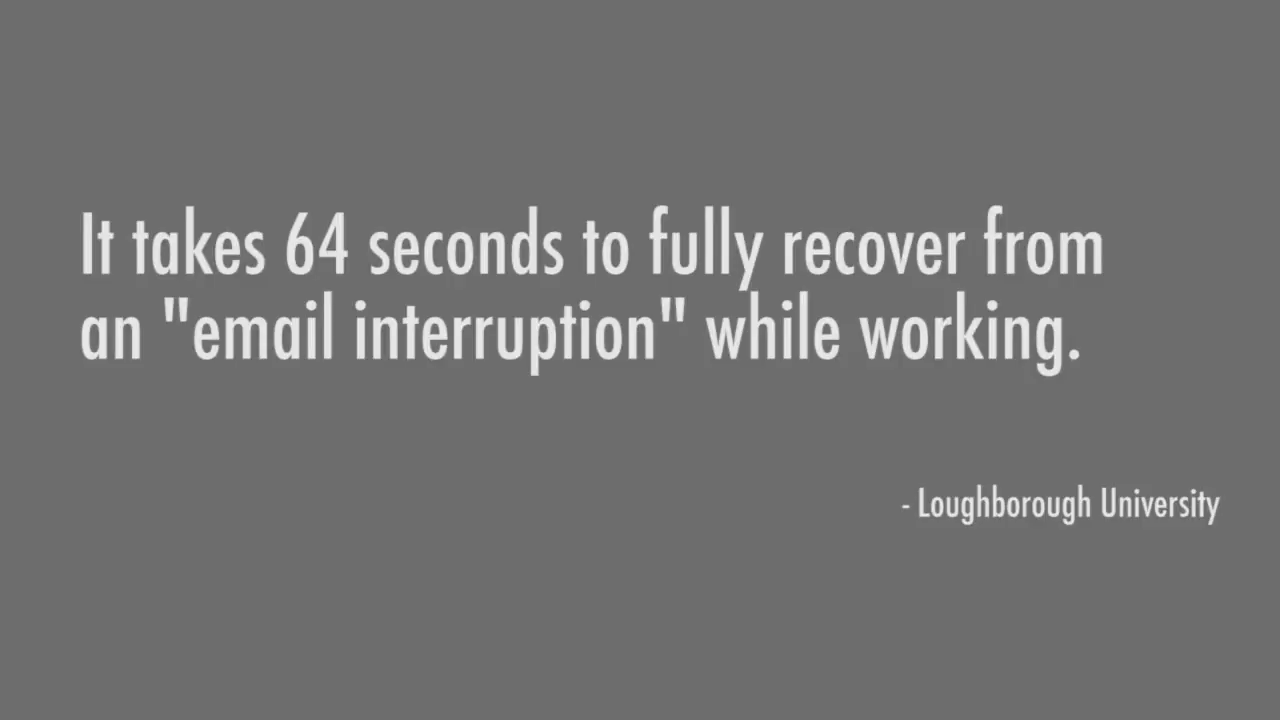 It takes 64 seconds to fully recover from
an "email interruption" while working.
- Loughborough University